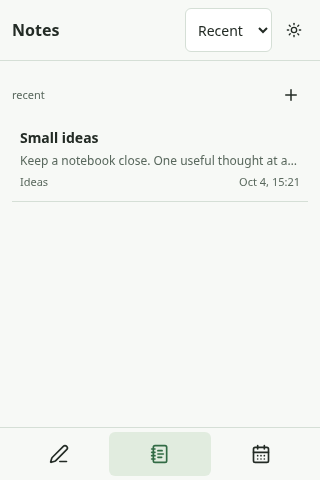 Notes
Recent
recent
Small ideas
Keep a notebook close. One useful thought at a...
Ideas
Oct 4, 15:21